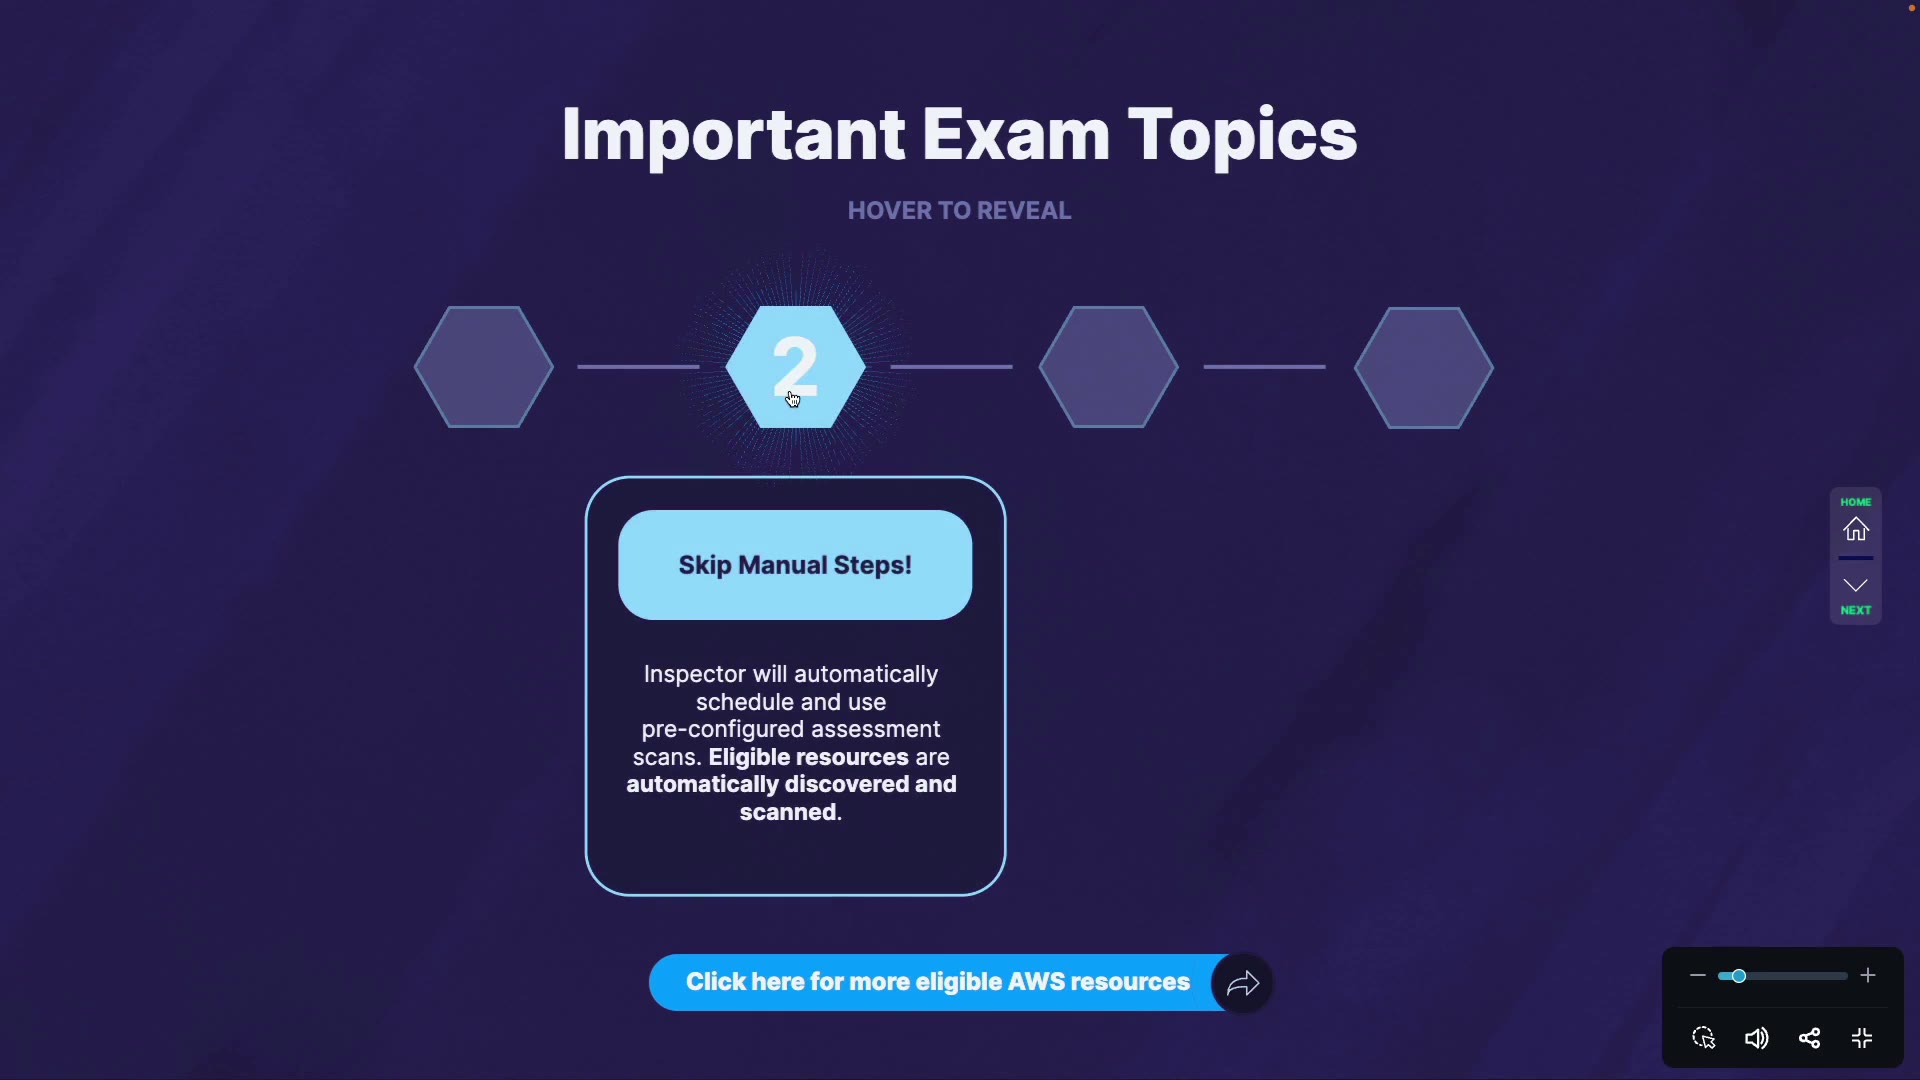 Important Exam Topics
HOVER TO REVEAL
2
Skip Manual Steps!
Inspector will automatically
schedule and use
pre-configured assessment
scans. Eligible resources are
automatically discovered and
scanned.
HOME
NEXT
Click here for more eligible AWS resources